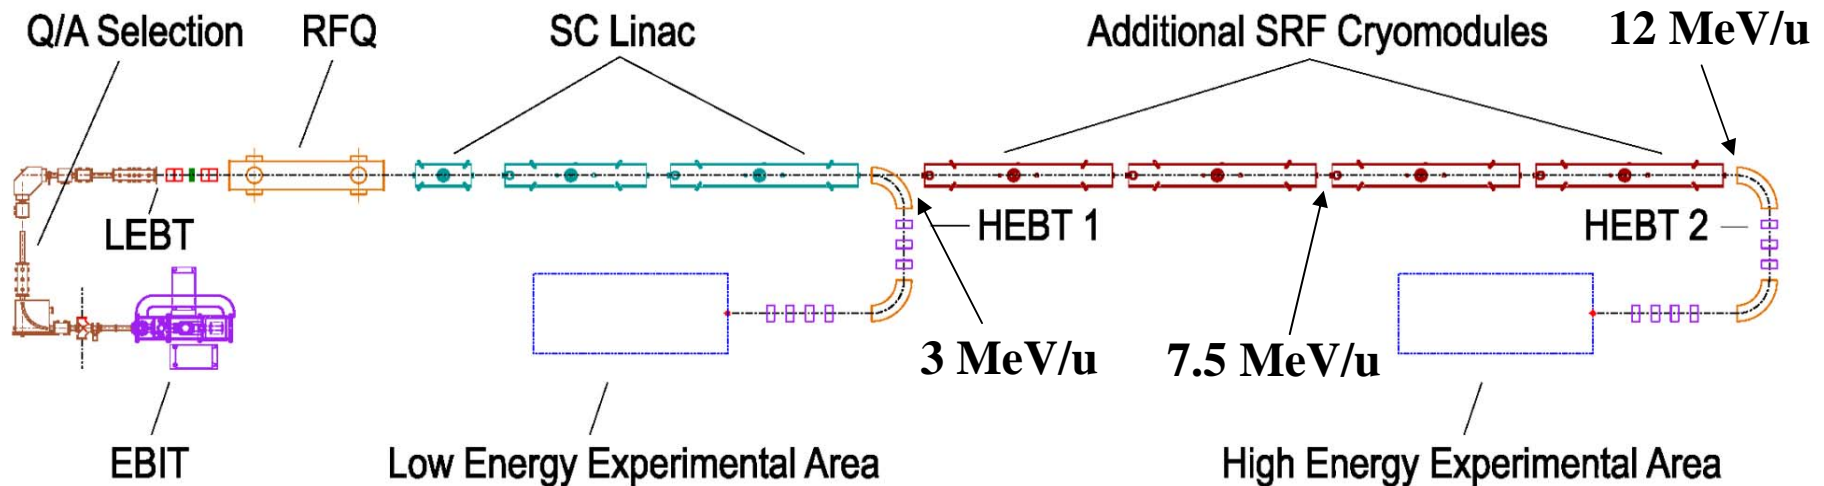 Q/A Selection
RFQ
SC Linac
Additional SRF Cryomodules
12 MeV/u
LEBT
HEBT 1
HEBT 2
3 MeV/u
7.5 MeV/u
EBIT
Low Energy Experimental Area
High Energy Experimental Area